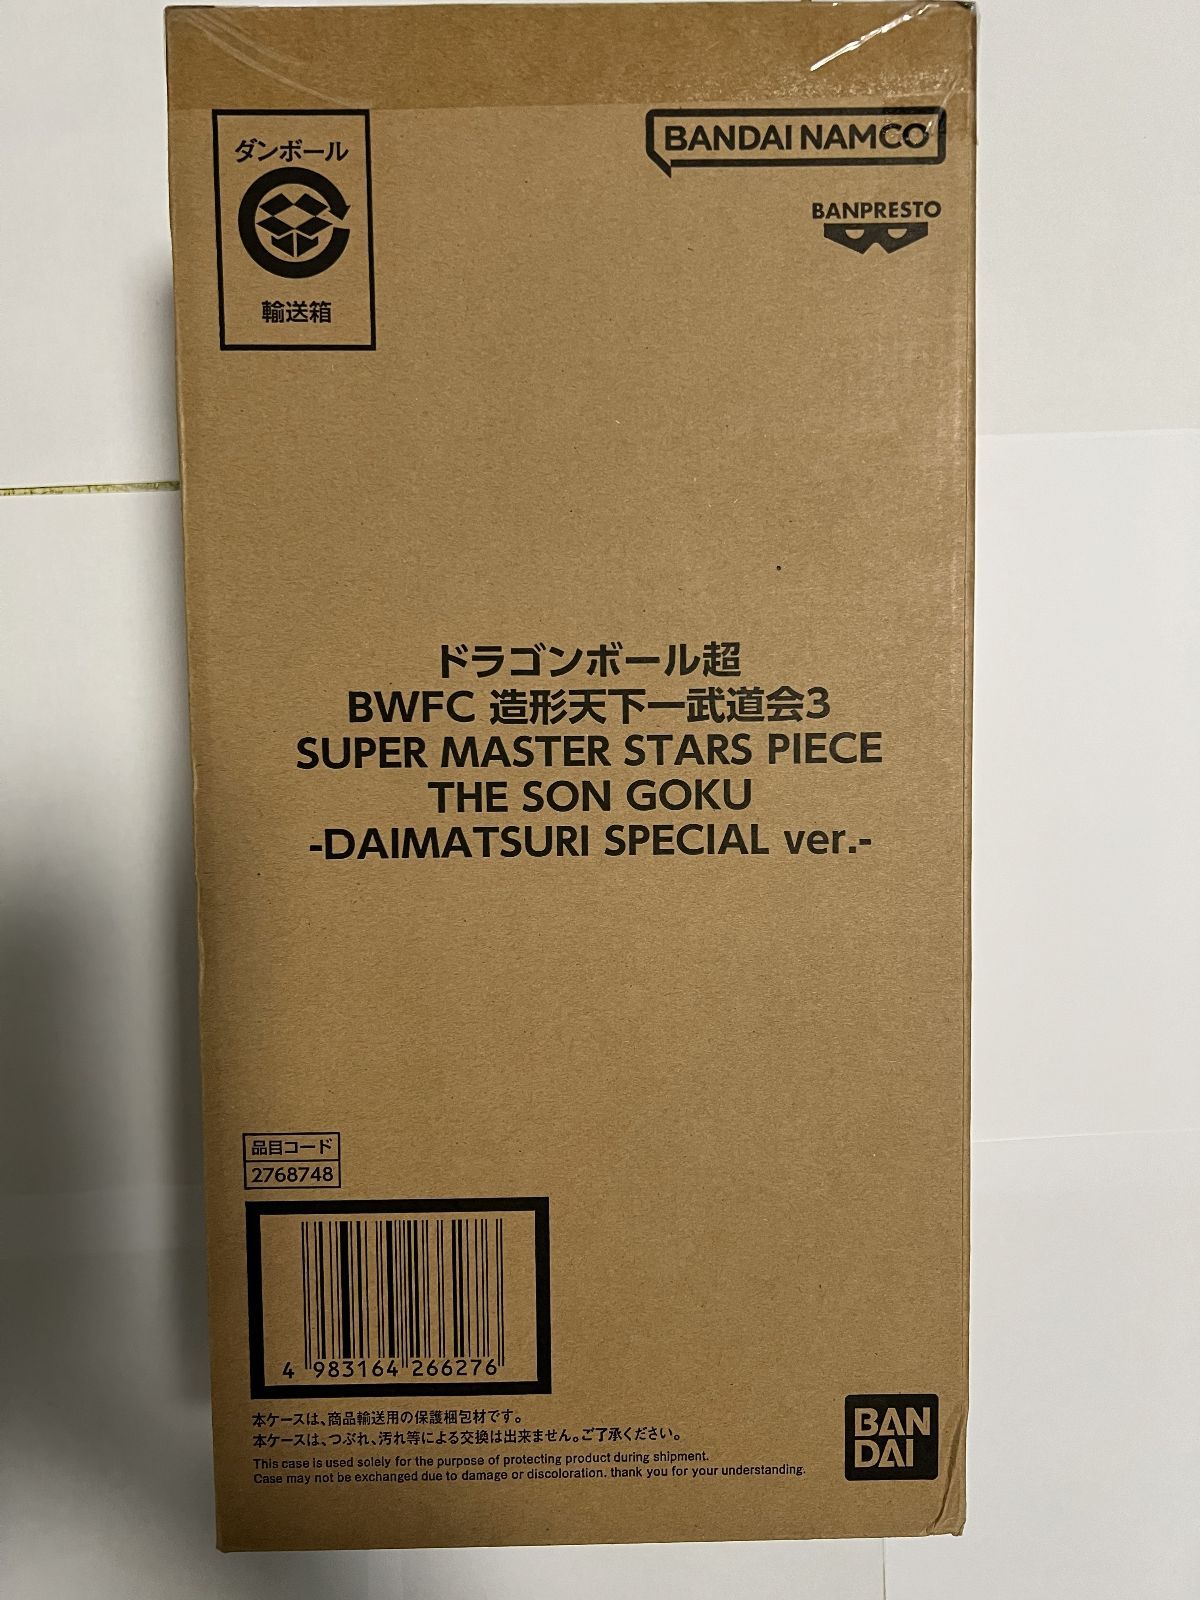 ダンボール
輸送箱
BANDAI NAMCO
BANPRESTO
ドラゴンボール超
BWFC 造形天下一武道会3
SUPER MASTER STARS PIECE
THE SON GOKU
-DAIMATSURI SPECIAL ver.-
品目コード
2768748
4 983164 266276
本ケースは、商品輸送用の保護梱包材です。
本ケースは、つぶれ、汚れ等による交換は出来ません。ご了承ください。
This case is used solely for the purpose of protecting product during shipment.
Case may not be exchanged due to damage or discoloration. thank you for your understanding.
BAN
DAI